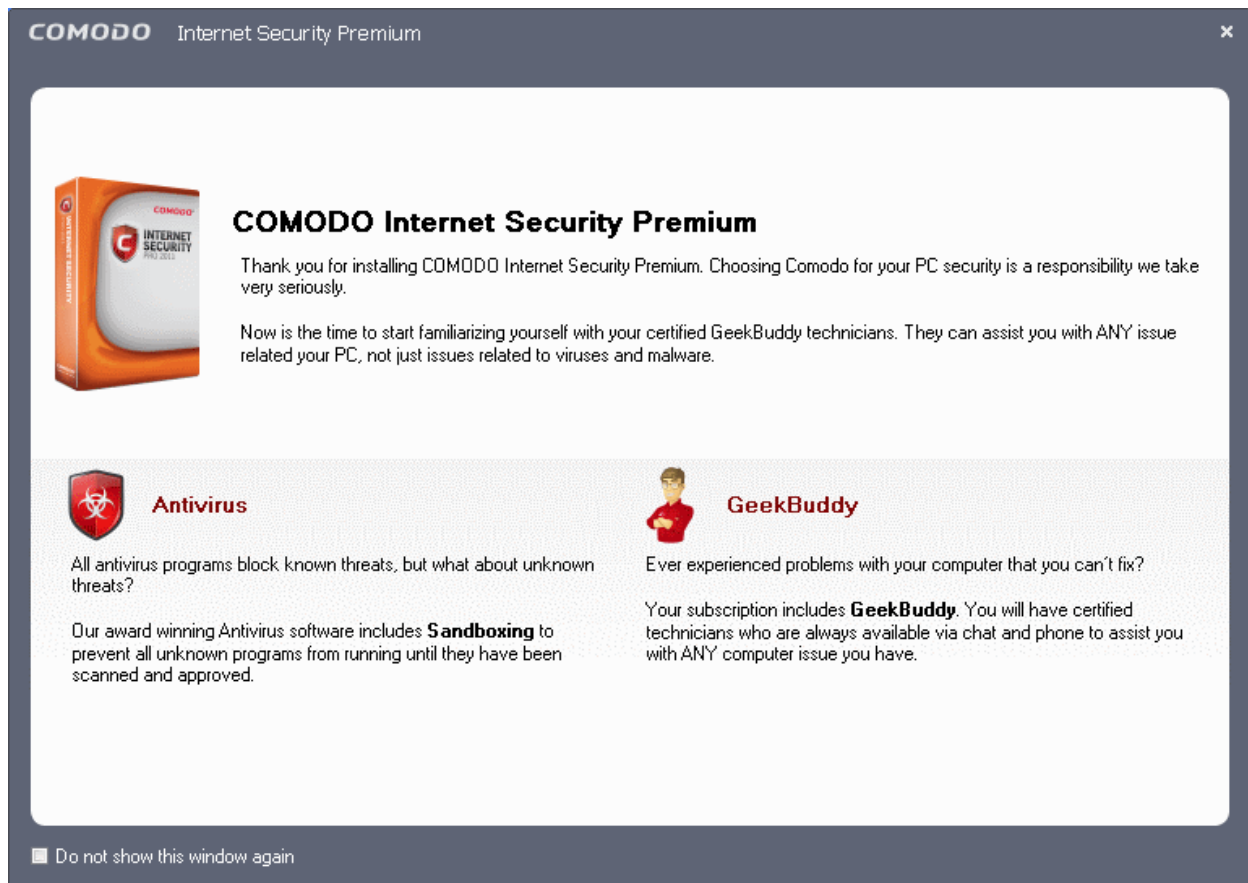 COMODO Internet Security Premium
COMODO
INTERNET
SECURITY
PRO 2011
INTERNET SECURITY
COMODO Internet Security Premium
Thank you for installing COMODO Internet Security Premium. Choosing Comodo for your PC security is a responsibility we take
very seriously.
Now is the time to start familiarizing yourself with your certified GeekBuddy technicians. They can assist you with ANY issue
related your PC, not just issues related to viruses and malware.
Antivirus
All antivirus programs block known threats, but what about unknown
threats?
Our award winning Antivirus software includes Sandboxing to
prevent all unknown programs from running until they have been
scanned and approved.
GeekBuddy
Ever experienced problems with your computer that you can´t fix?
Your subscription includes GeekBuddy. You will have certified
technicians who are always available via chat and phone to assist you
with ANY computer issue you have.
Do not show this window again